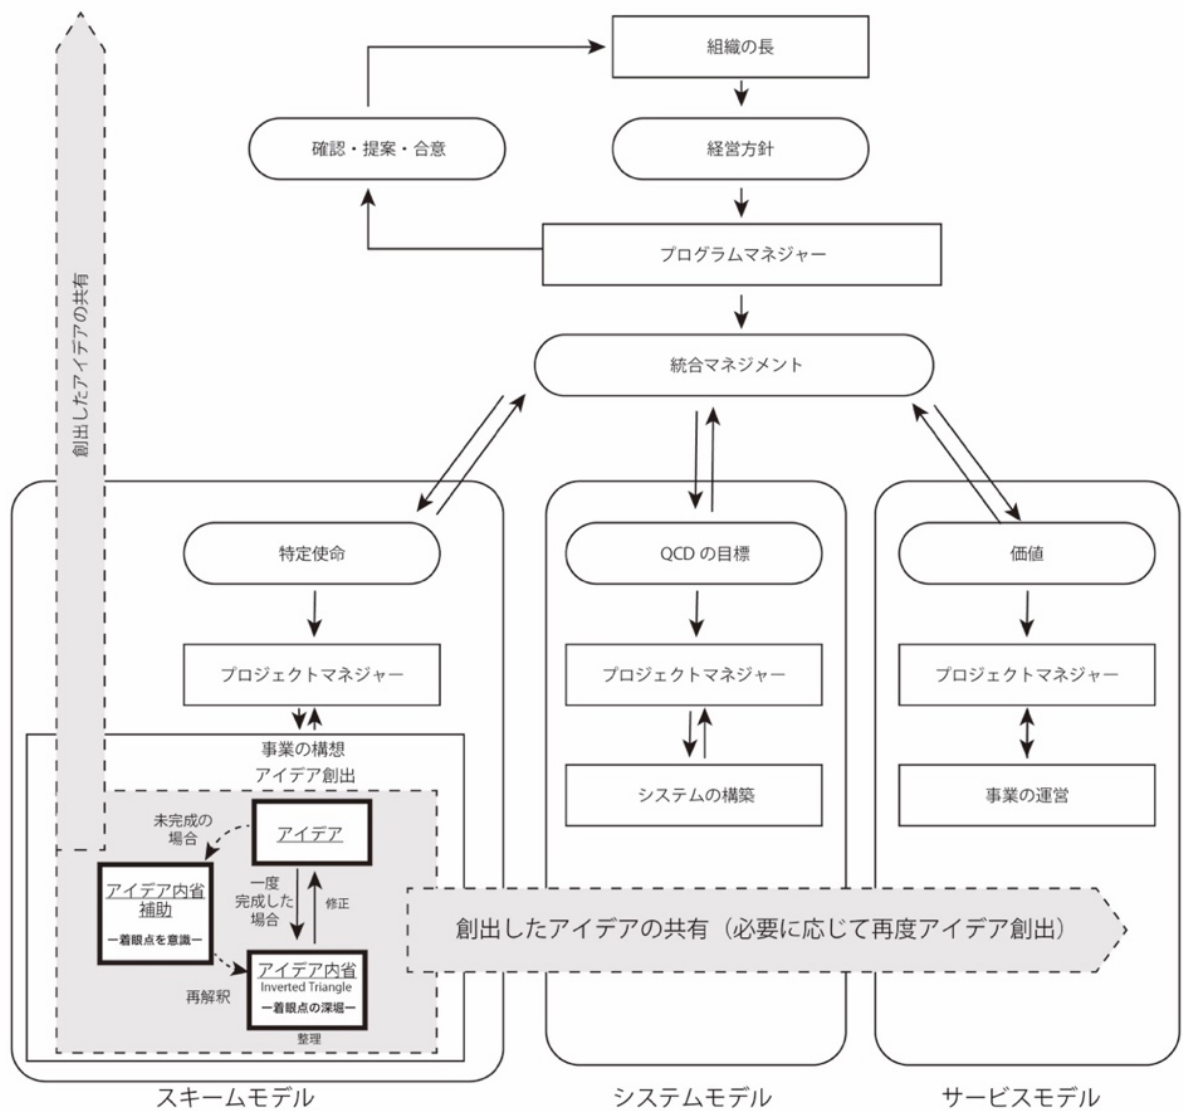 組織の長
確認・提案・合意
経営方針
プログラムマネジャー
統合マネジメント
創出したアイデアの共有
特定使命
QCD の目標
価値
プロジェクトマネジャー
プロジェクトマネジャー
プロジェクトマネジャー
事業の構想
アイデア創出
システムの構築
事業の運営
未完成の
場合
アイデア
アイデア内省
補助
ー着眼点を意識ー
一度
完成した
場合
修正
再解釈
アイデア内省
Inverted Triangle
ー着眼点の深堀ー
整理
創出したアイデアの共有（必要に応じて再度アイデア創出）
スキームモデル
システムモデル
サービスモデル